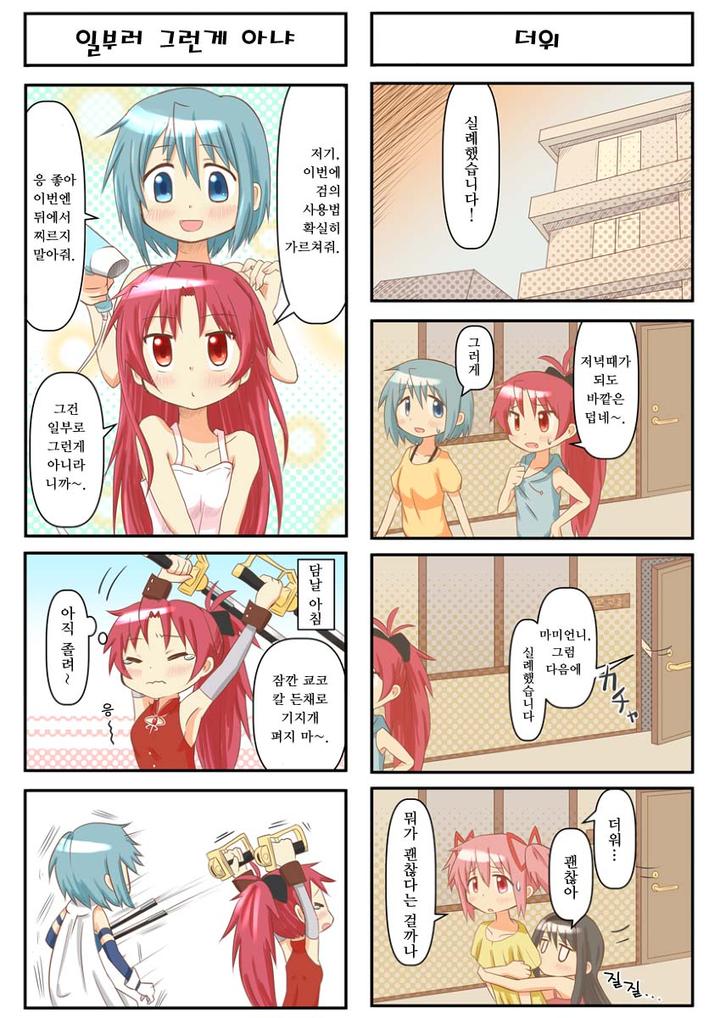 일부러 그런게 아냐
저기,
이번에
검의
사용법
확실히
가르쳐줘.
응 좋아
이번엔
뒤에서
찌르지
말아줘.
그건
일부로
그런게
아니라
니까~.
담날 아침
아직 졸려~
응
잠깐 쿄코
칼 든채로
기지개
펴지 마~.
더워
실례했습니다!
저녁때가
되도
바깥은
덥네~.
그러게
마미언니.
그럼
다음에
실례했습니다
ガチャ
더워…
괜찮아
뭐가 괜찮다는 걸까나
질질…